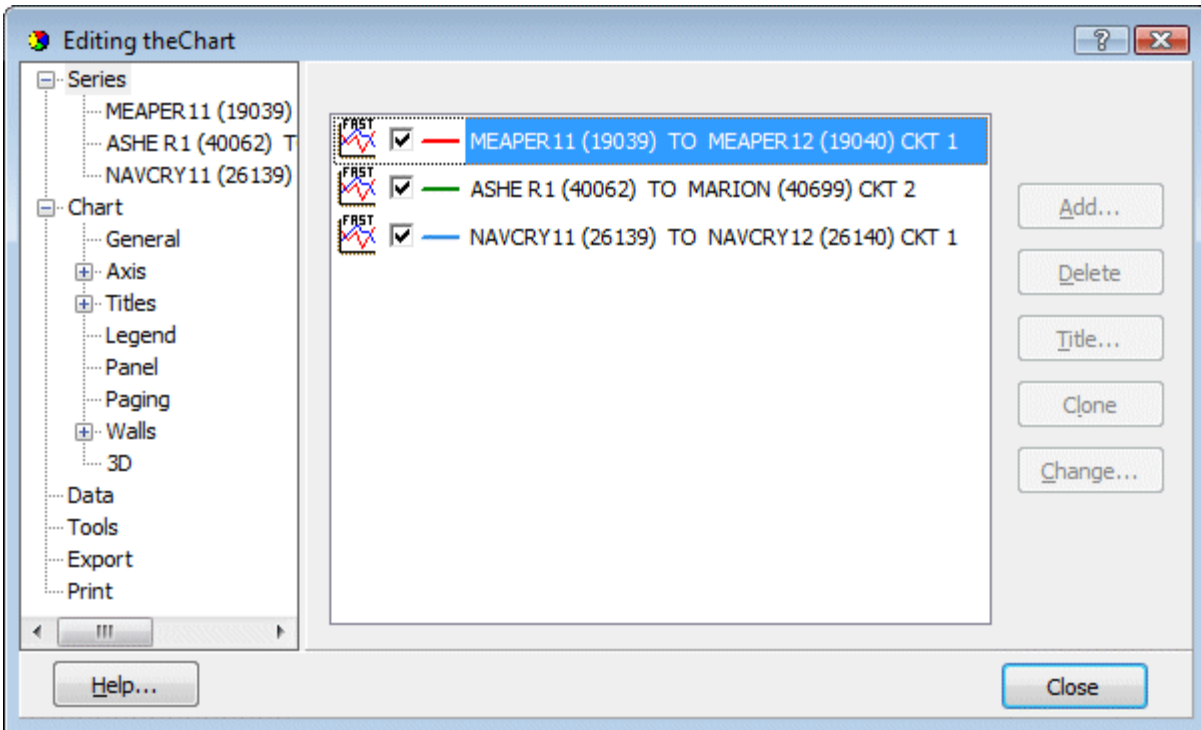 Editing theChart
Series
MEAPER11 (19039)
ASHE R1 (40062) T
NAVCRY11 (26139)
Chart
General
Axis
Titles
Legend
Panel
Paging
Walls
3D
Data
Tools
Export
Print
FAST MEAPER11 (19039) TO MEAPER12 (19040) CKT 1
FAST ASHE R1 (40062) TO MARION (40699) CKT 2
FAST NAVCRY11 (26139) TO NAVCRY12 (26140) CKT 1
Add...
Delete
Title...
Clone
Change...
Help...
Close